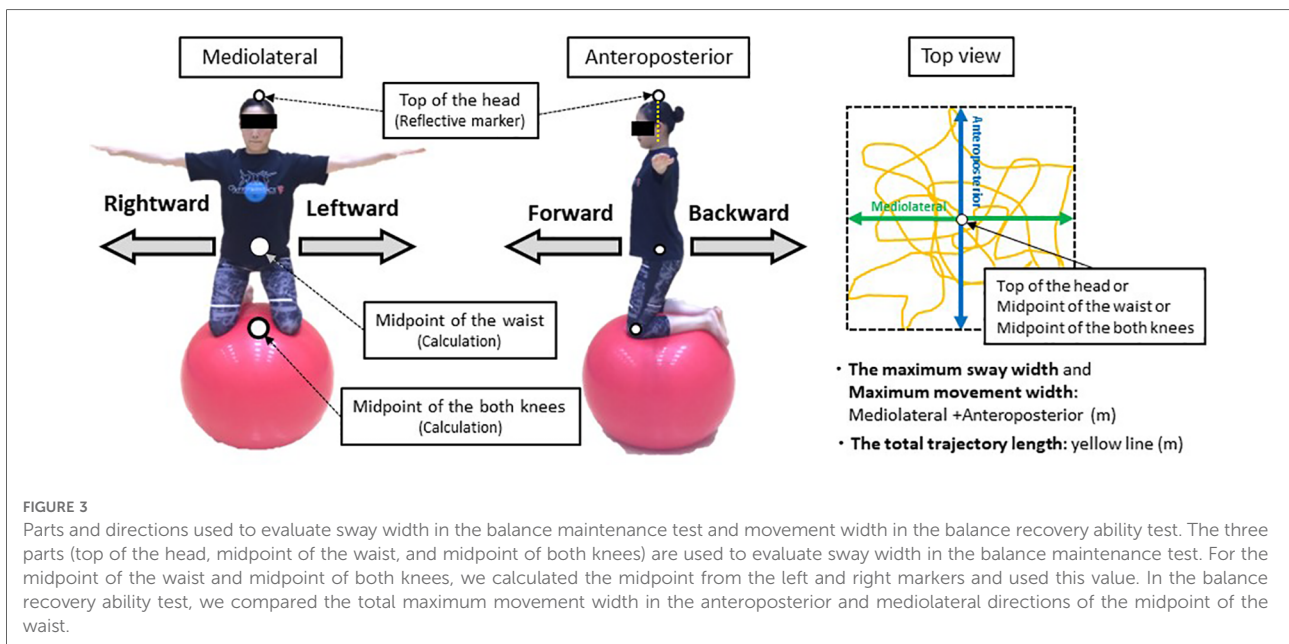 Mediolateral
Anteroposterior
Top view
Top of the head
(Reflective marker)
Rightward
Leftward
Forward
Backward
Anteroposterior
Mediolateral
Midpoint of the waist
(Calculation)
Midpoint of the both knees
(Calculation)
Top of the head or
Midpoint of the waist or
Midpoint of the both knees
・The maximum sway width and
Maximum movement width:
Mediolateral +Anteroposterior (m)
・The total trajectory length: yellow line (m)
FIGURE 3
Parts and directions used to evaluate sway width in the balance maintenance test and movement width in the balance recovery ability test. The three
parts (top of the head, midpoint of the waist, and midpoint of both knees) are used to evaluate sway width in the balance maintenance test. For the
midpoint of the waist and midpoint of both knees, we calculated the midpoint from the left and right markers and used this value. In the balance
recovery ability test, we compared the total maximum movement width in the anteroposterior and mediolateral directions of the midpoint of the
waist.